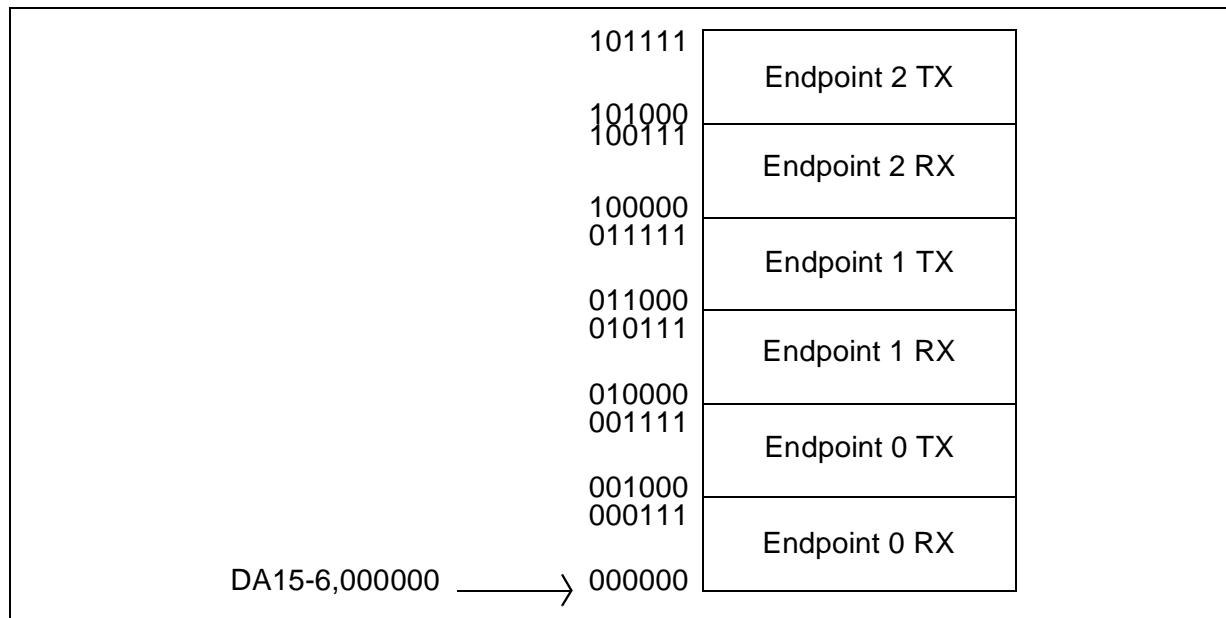 101111
Endpoint 2 TX
101000
100111
Endpoint 2 RX
100000
011111
Endpoint 1 TX
011000
010111
Endpoint 1 RX
010000
001111
Endpoint 0 TX
001000
000111
Endpoint 0 RX
DA15-6,000000 000000